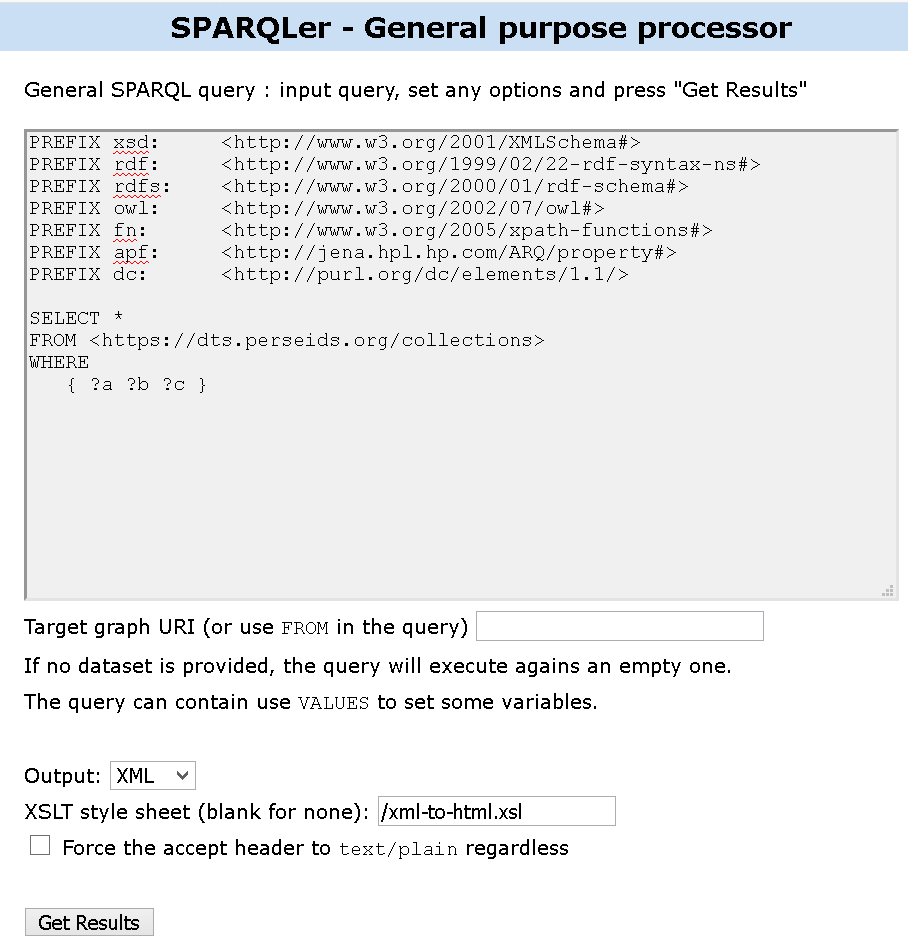 SPARQLer - General purpose processor
General SPARQL query : input query, set any options and press "Get Results"
PREFIX xsd:     <http://www.w3.org/2001/XMLSchema#>
PREFIX rdf:     <http://www.w3.org/1999/02/22-rdf-syntax-ns#>
PREFIX rdfs:    <http://www.w3.org/2000/01/rdf-schema#>
PREFIX owl:     <http://www.w3.org/2002/07/owl#>
PREFIX fn:      <http://www.w3.org/2005/xpath-functions#>
PREFIX apf:     <http://jena.hpl.hp.com/ARQ/property#>
PREFIX dc:      <http://purl.org/dc/elements/1.1/>
SELECT *
FROM <https://dts.perseids.org/collections>
WHERE
   { ?a ?b ?c }
Target graph URI (or use FROM in the query)
If no dataset is provided, the query will execute agains an empty one.
The query can contain use VALUES to set some variables.
Output: XML
XSLT style sheet (blank for none): /xml-to-html.xsl
Force the accept header to text/plain regardless
Get Results